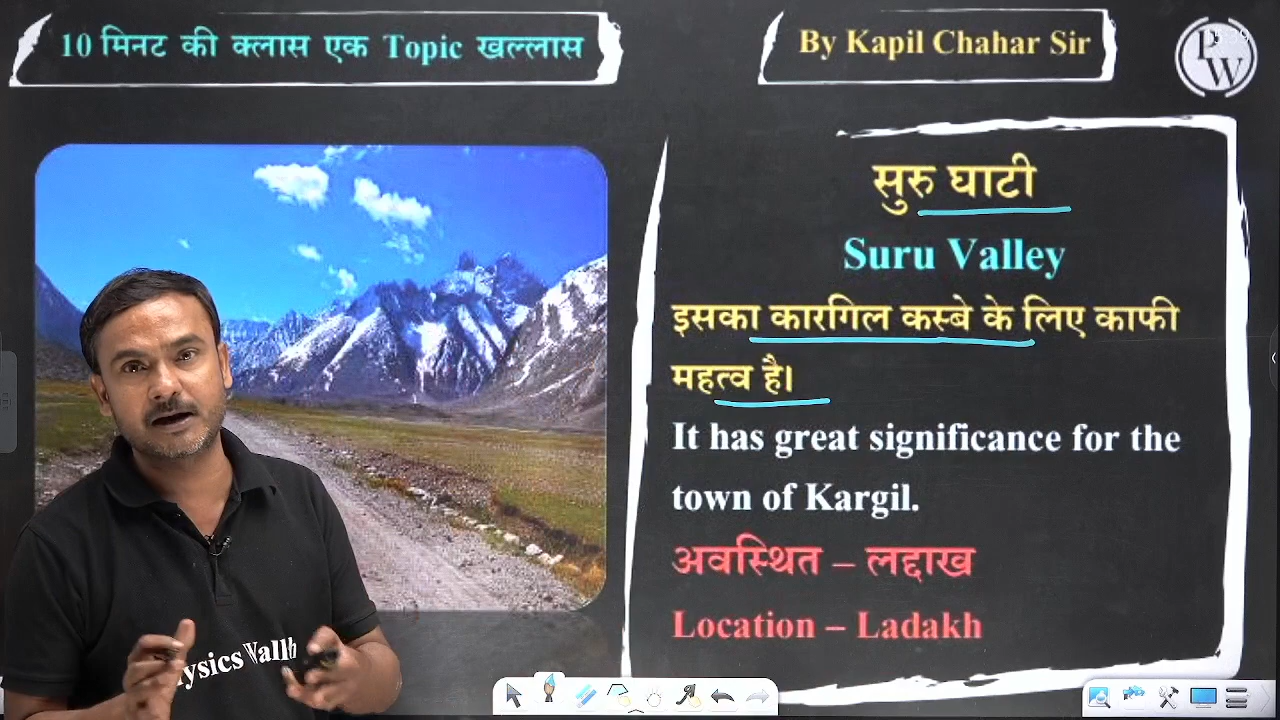 10 मिनट की क्लास एक Topic खल्लास
By Kapil Chahar Sir
PW
सुरु घाटी
Suru Valley
इसका कारगिल कस्बे के लिए काफी
महत्व है।
It has great significance for the
town of Kargil.
अवस्थित – लद्दाख
Location – Ladakh